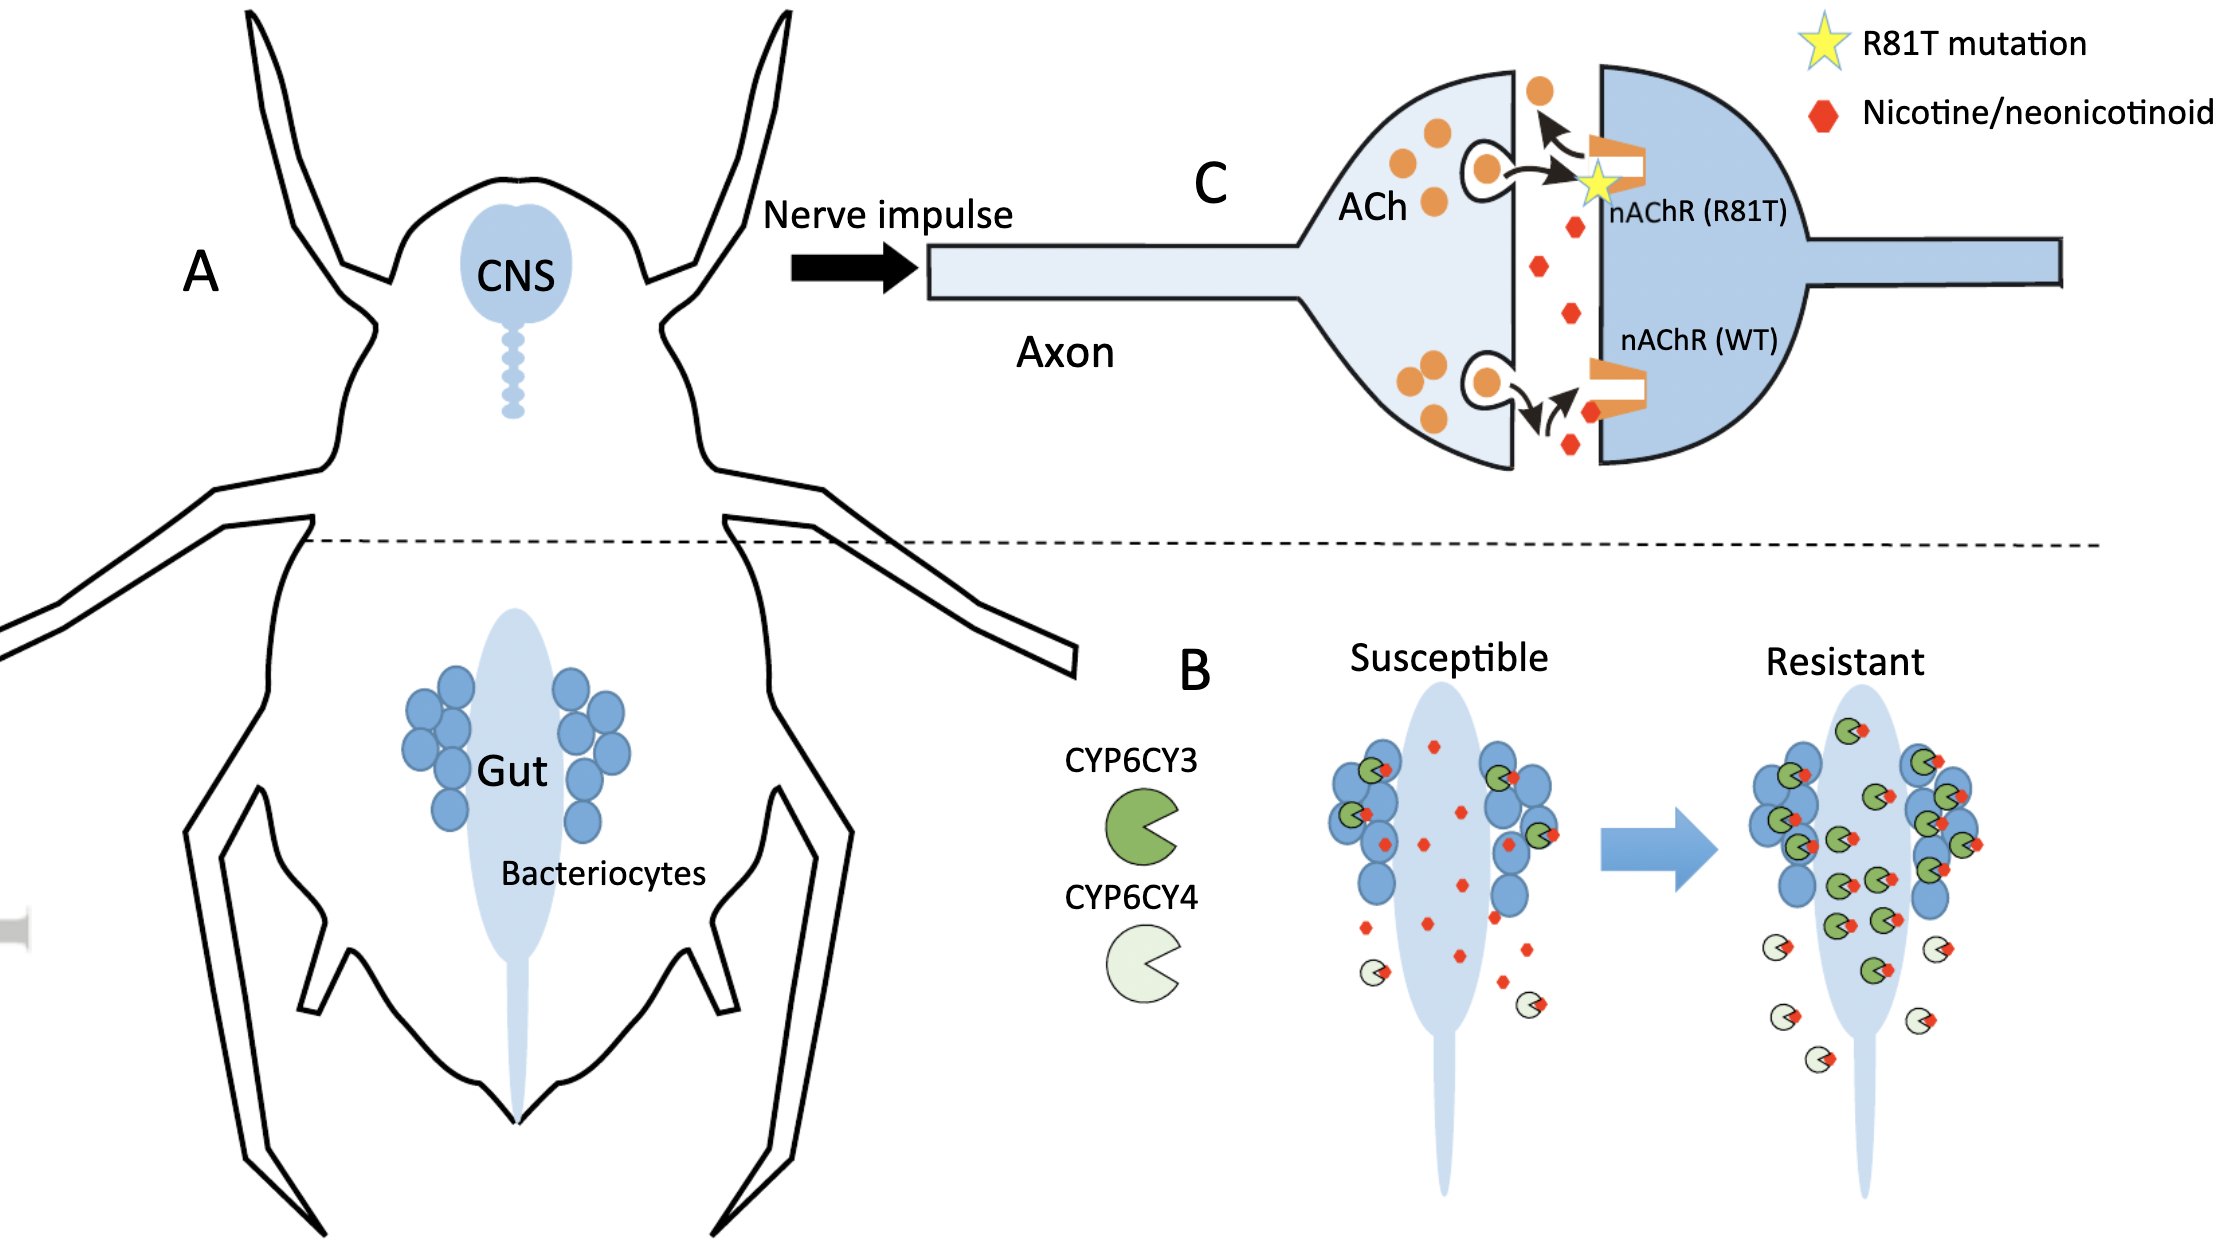 R81T mutation
Nicotine/neonicotinoid
A
CNS
Nerve impulse
C
ACh
nAChR (R81T)
nAChR (WT)
Axon
B
Susceptible
Resistant
CYP6CY3
CYP6CY4
Gut
Bacteriocytes